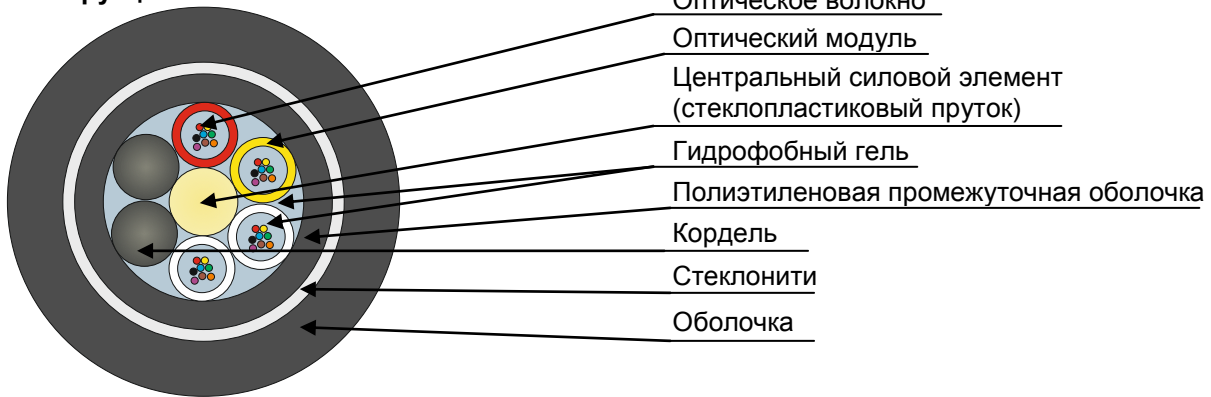 Оптическое волокно
Оптический модуль
Центральный силовой элемент
(стеклопластиковый пруток)
Гидрофобный гель
Полиэтиленовая промежуточная оболочка
Кордель
Стеклонити
Оболочка